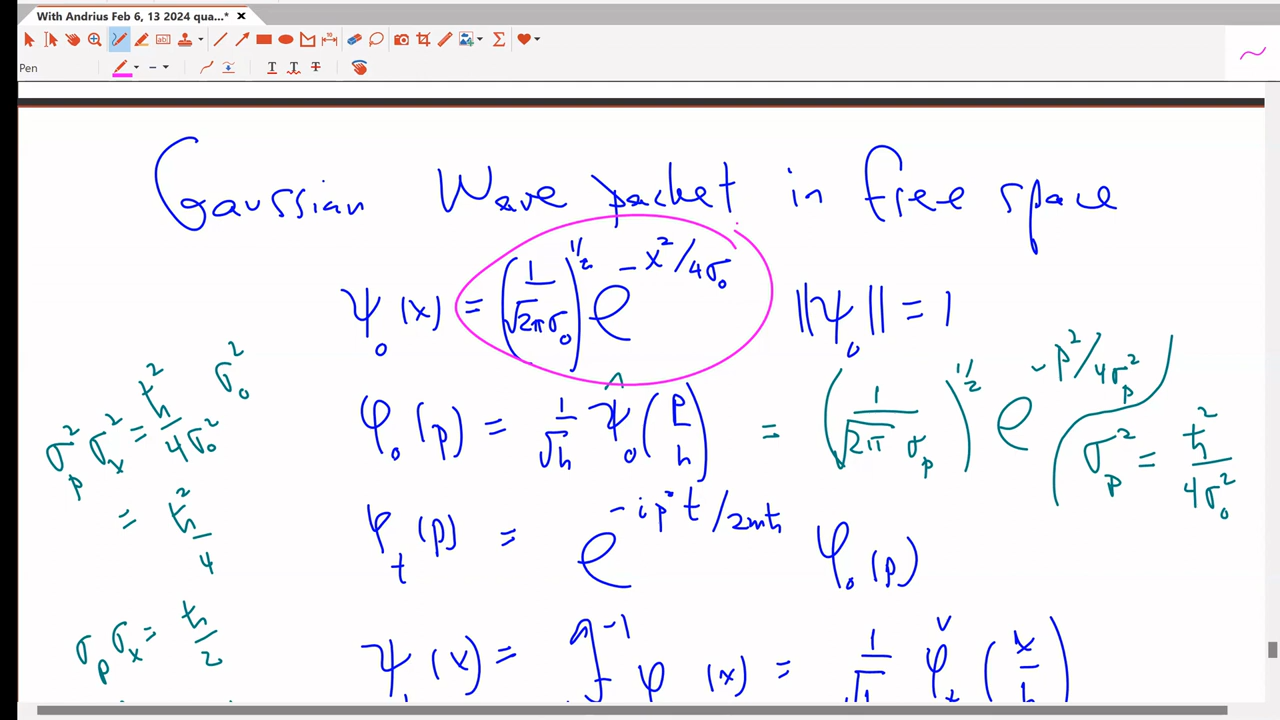 With Andrius Feb 6, 13 2024 qua...* ×
Pen
Gaussian Wave packet in free space
ψ₀(x) = (1/√2π σ₀)^1/2 e^-x²/4σ₀ ||ψ₀|| = 1
φ₀(p) = 1/√h ψ̂₀(p/h) = (1/√2π σ_p)^1/2 e^-p²/4σ_p² σ_p² = ħ²/4σ₀²
σ_p² σ_x² = ħ²/4σ₀² σ₀²
= ħ²/4
φ_t(p) = e^-ip²t/2mħ φ₀(p)
σ_p σ_x = ħ/2
(x) = ℱ^-1 φ (x) = 1/√ φ̌_t (x/